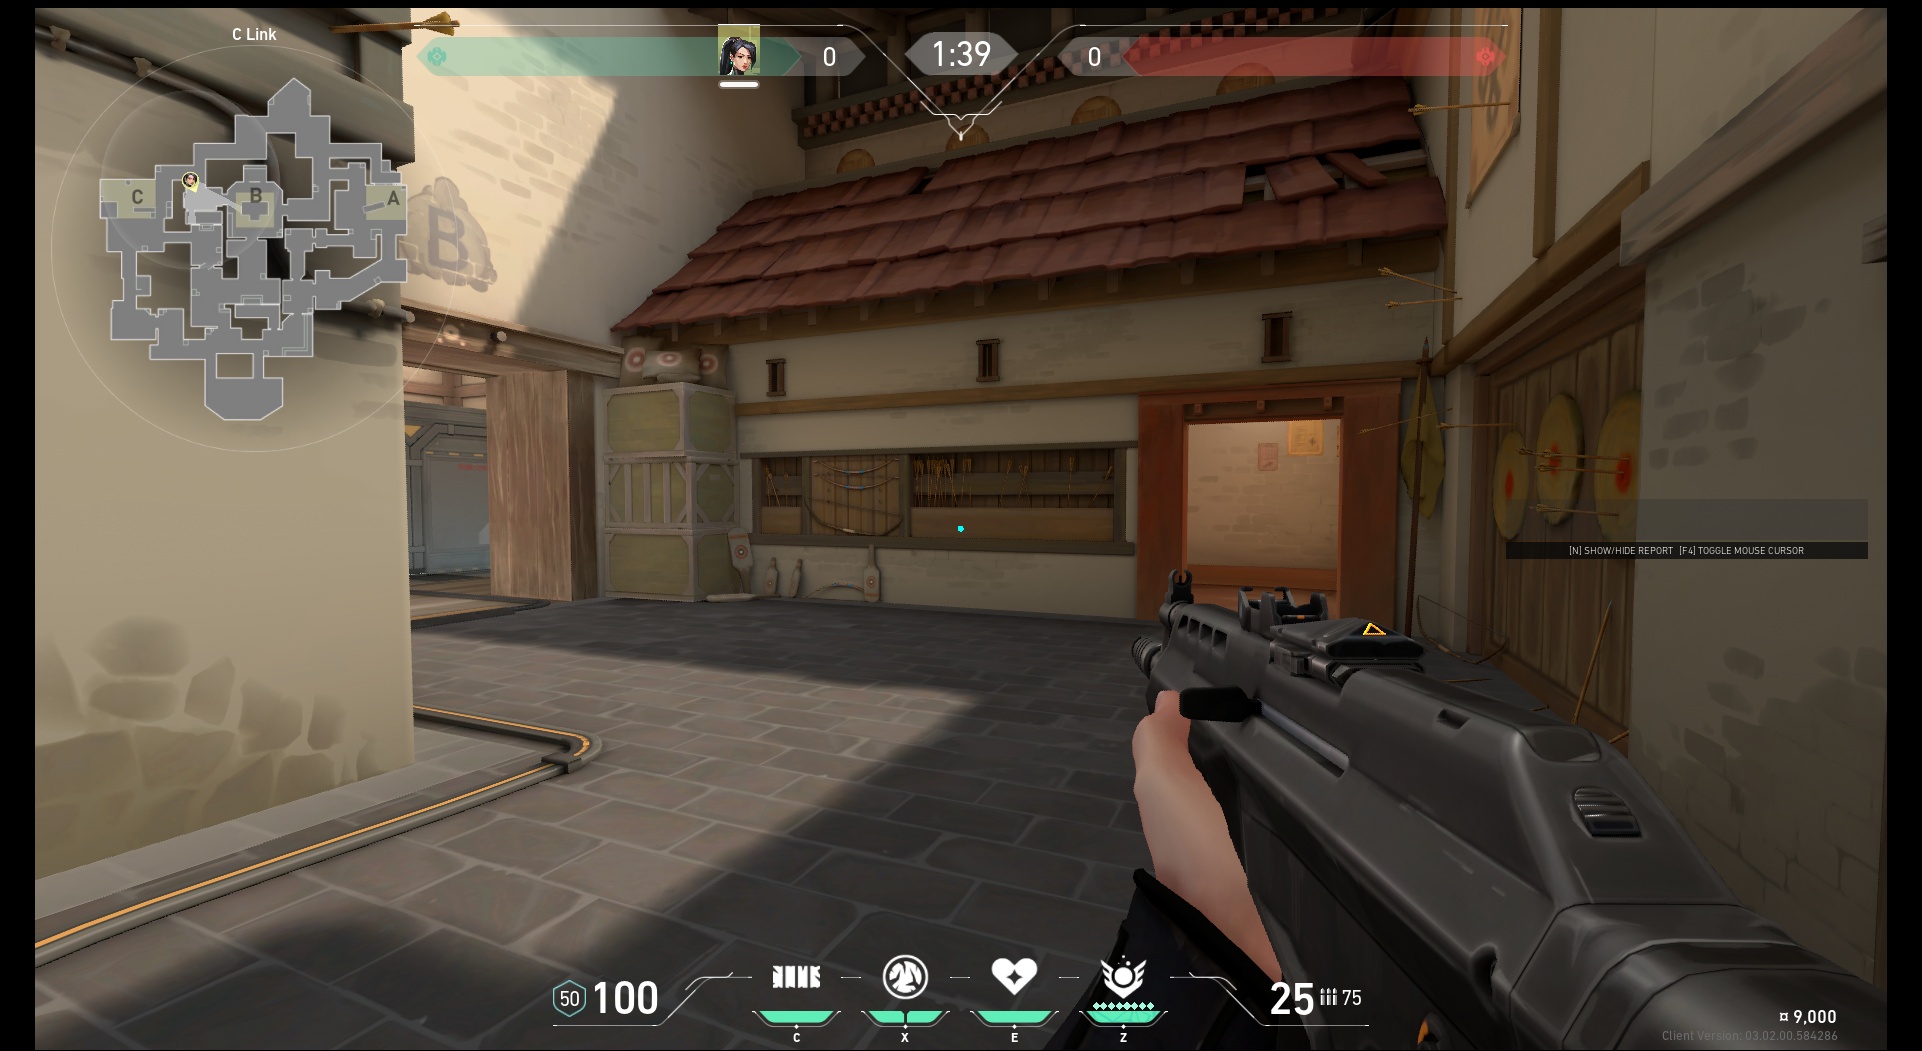 C Link
0
1:39
0
C
B
A
B
[N] SHOW/HIDE REPORT [F4] TOGGLE MOUSE CURSOR
50 100
25 75
C
X
E
Z
¤ 9,000
Client Version: 03.02.00.584286